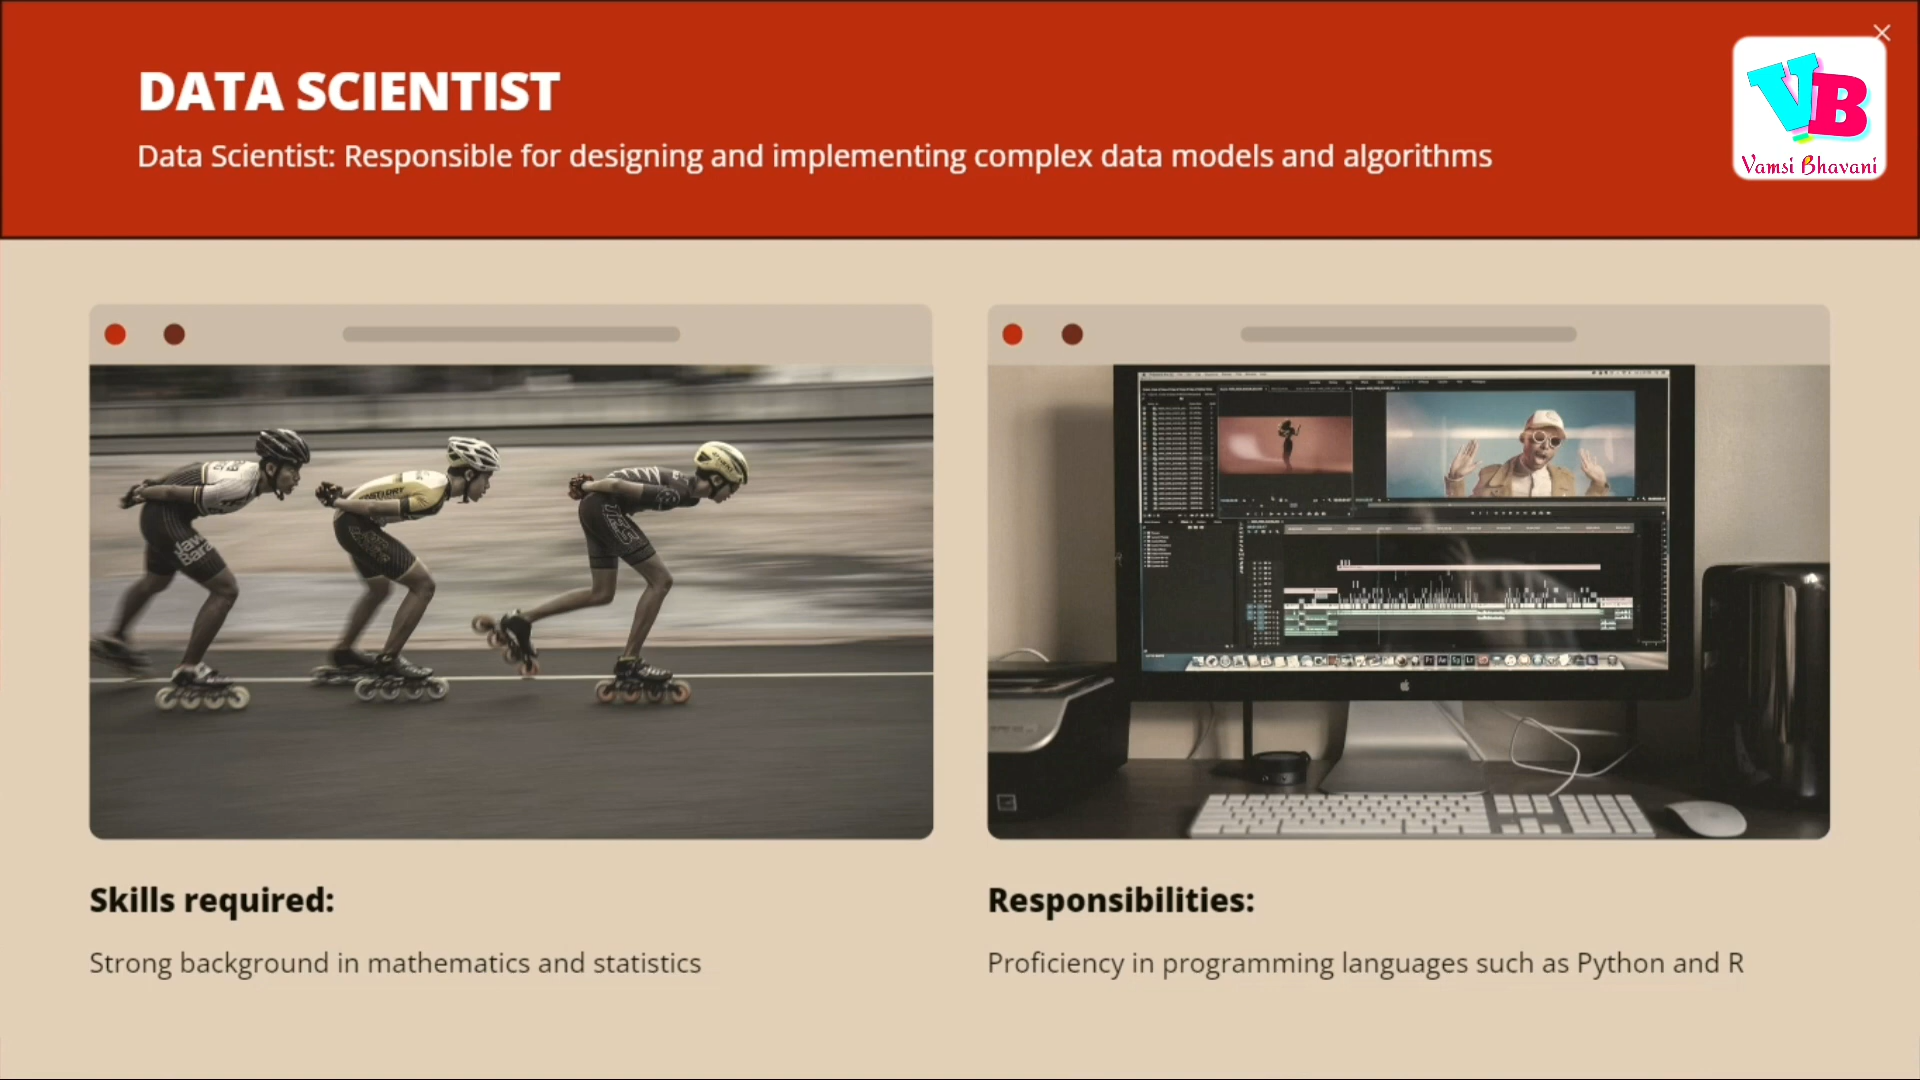 DATA SCIENTIST
Data Scientist: Responsible for designing and implementing complex data models and algorithms
VB
Vamsi Bhavani
Skills required:
Strong background in mathematics and statistics
Responsibilities:
Proficiency in programming languages such as Python and R